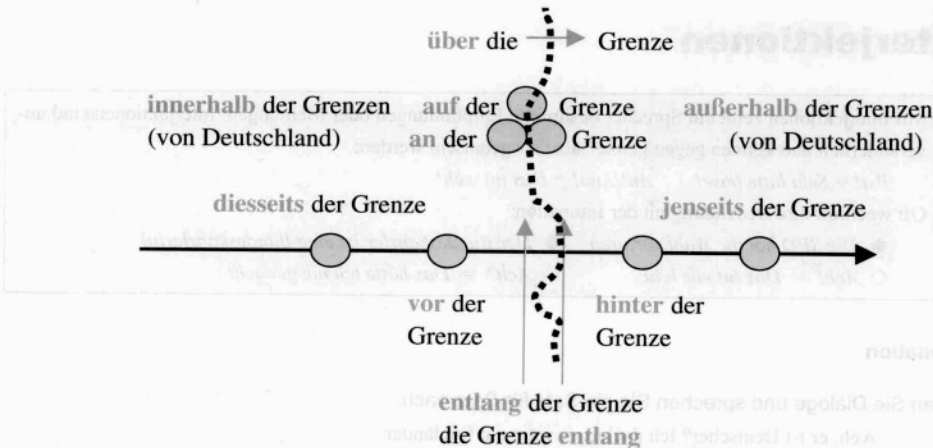 über die Grenze
innerhalb der Grenzen auf der Grenze außerhalb der Grenzen
(von Deutschland) an der Grenze (von Deutschland)
diesseits der Grenze jenseits der Grenze
vor der hinter der
Grenze Grenze
entlang der Grenze
die Grenze entlang